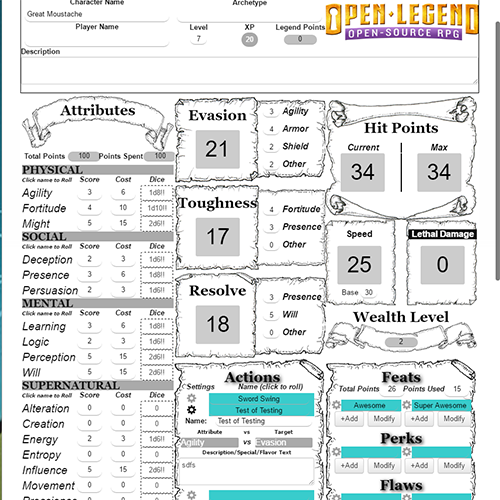 Character Name
Archetype
Great Moustache
Player Name
Level
XP
Legend Points
7
20
0
OPEN LEGEND
OPEN-SOURCE RPG
Description
Attributes
Total Points 100 Points Spent 100
PHYSICAL
Click name to Roll Score Cost Dice
Agility 3 6 1d8!!
Fortitude 4 10 1d10!!
Might 5 15 2d6!!
SOCIAL
Click name to Roll Score Cost Dice
Deception 2 3 1d6!!
Presence 3 6 1d8!!
Persuasion 2 3 1d6!!
MENTAL
Click name to Roll Score Cost Dice
Learning 3 6 1d8!!
Logic 2 3 1d6!!
Perception 5 15 2d6!!
Will 5 15 2d6!!
SUPERNATURAL
Click name to Roll Score Cost Dice
Alteration 0 0
Creation 0 0
Energy 2 3 1d6!!
Entropy 0 0
Influence 5 15 2d6!!
Movement 0 0
Evasion
21
3 Agility
4 Armor
2 Shield
2 Other
Toughness
17
4 Fortitude
3 Presence
0 Other
Resolve
18
3 Presence
5 Will
0 Other
Hit Points
Current Max
34 34
Speed
25
Base 30
Lethal Damage
0
Wealth Level
2
Actions
Settings Name (click to roll)
Sword Swing
Test of Testing
Name: Test of Testing
Attribute vs Target
Agility vs Evasion
Description/Special/Flavor Text
sdfs
Feats
Total Points 26 Points Used 15
Awesome Super Awesome
+Add Modify +Add Modify
Perks
+Add Modify +Add Modify
Flaws